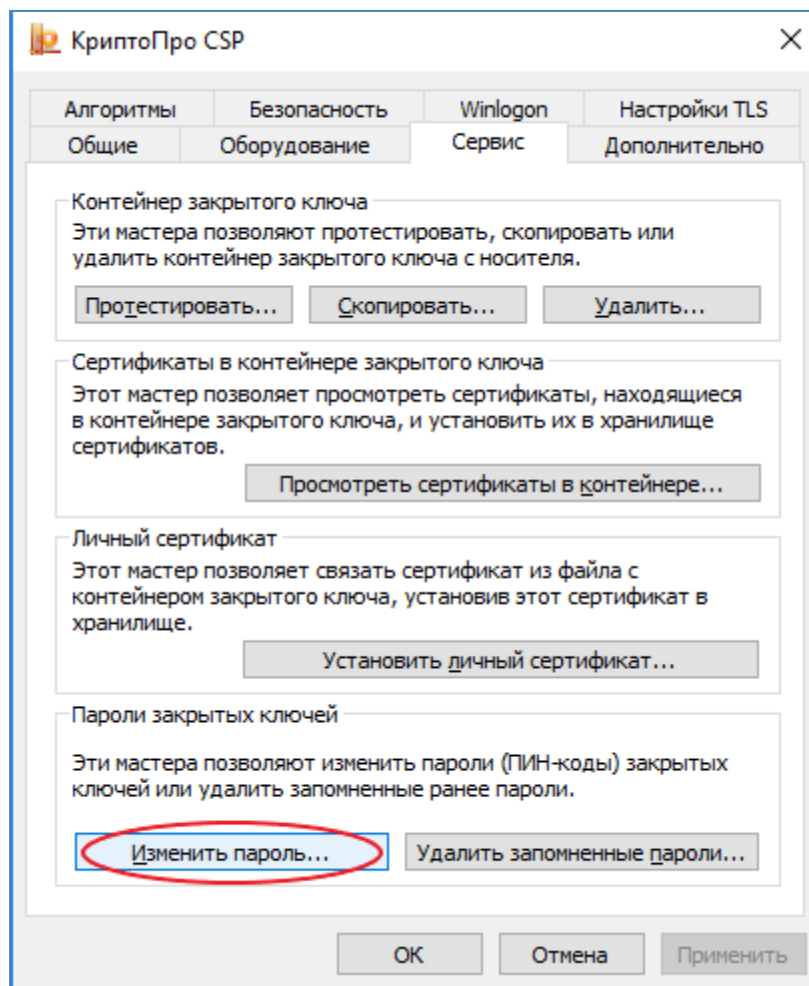 КриптоПро CSP
Алгоритмы Безопасность Winlogon Настройки TLS
Общие Оборудование Сервис Дополнительно
Контейнер закрытого ключа
Эти мастера позволяют протестировать, скопировать или
удалить контейнер закрытого ключа с носителя.
Протестировать... Скопировать... Удалить...
Сертификаты в контейнере закрытого ключа
Этот мастер позволяет просмотреть сертификаты, находящиеся
в контейнере закрытого ключа, и установить их в хранилище
сертификатов.
Просмотреть сертификаты в контейнере...
Личный сертификат
Этот мастер позволяет связать сертификат из файла с
контейнером закрытого ключа, установив этот сертификат в
хранилище.
Установить личный сертификат...
Пароли закрытых ключей
Эти мастера позволяют изменить пароли (ПИН-коды) закрытых
ключей или удалить запомненные ранее пароли.
Изменить пароль... Удалить запомненные пароли...
ОК Отмена Применить